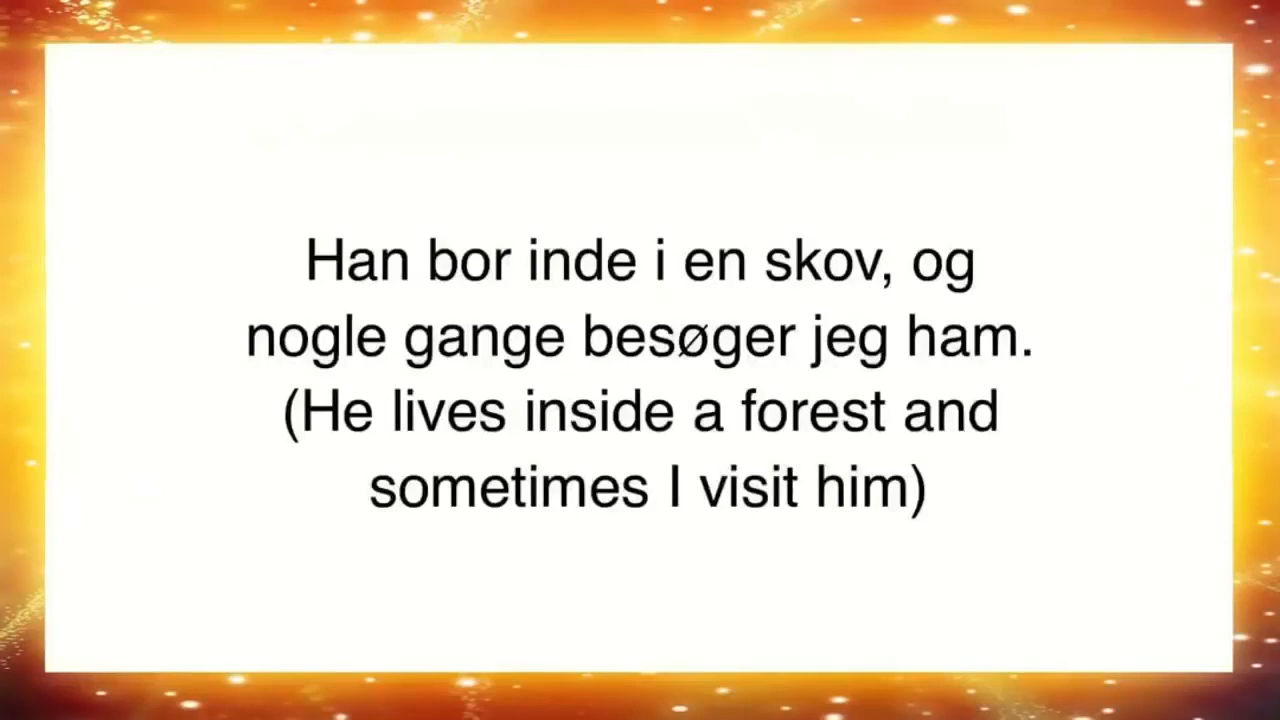 Han bor inde i en skov, og
nogle gange besøger jeg ham.
(He lives inside a forest and
sometimes I visit him)